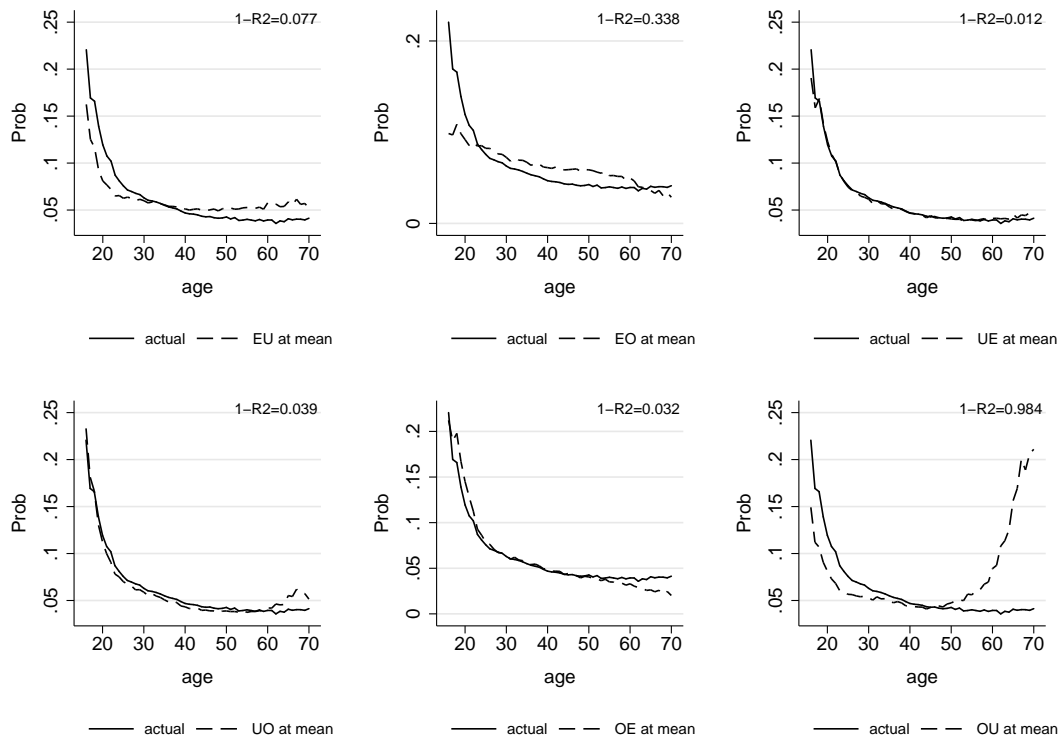 1−R2=0.077
.25
.2
.15
.1
.05
Prob
20 30 40 50 60 70
age
actual EU at mean
1−R2=0.338
.2
0
Prob
20 30 40 50 60 70
age
actual EO at mean
1−R2=0.012
.25
.2
.15
.1
.05
Prob
20 30 40 50 60 70
age
actual UE at mean
1−R2=0.039
.25
.2
.15
.1
.05
Prob
20 30 40 50 60 70
age
actual UO at mean
1−R2=0.032
.2
.15
.1
.05
0
Prob
20 30 40 50 60 70
age
actual OE at mean
1−R2=0.984
.25
.2
.15
.1
.05
Prob
20 30 40 50 60 70
age
actual OU at mean